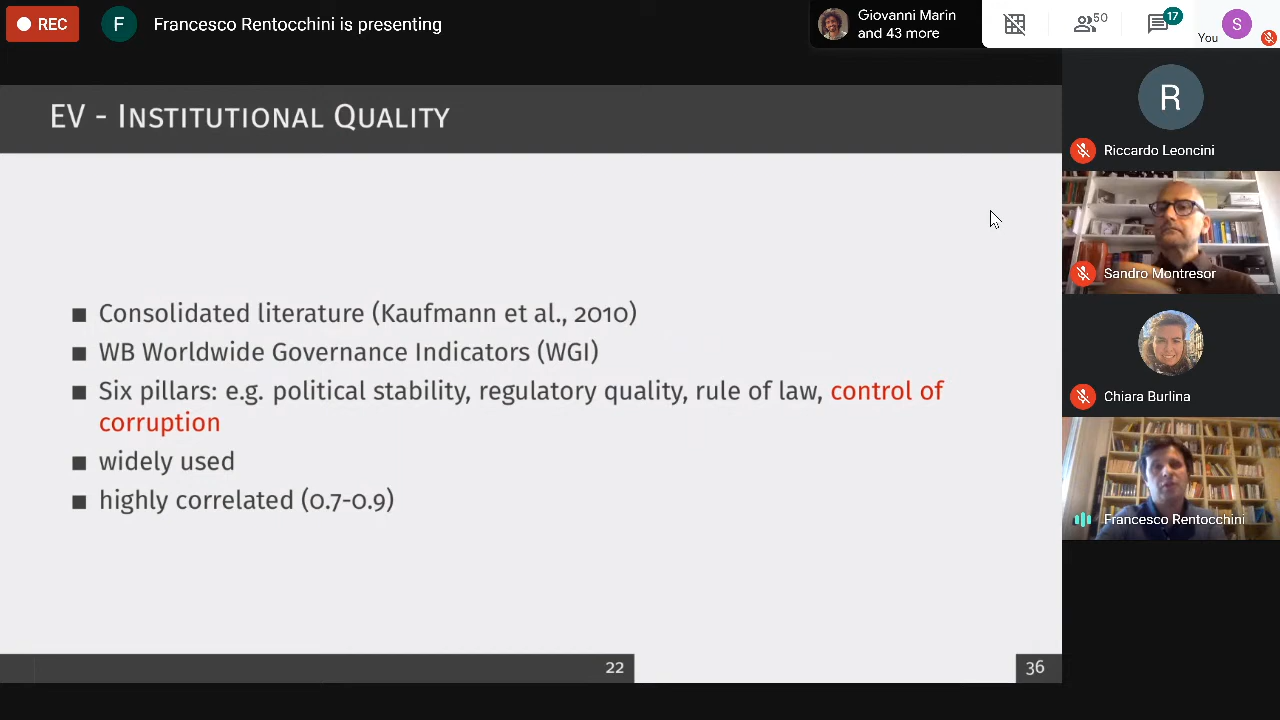 REC
F
Francesco Rentocchini is presenting
Giovanni Marin
and 43 more
50
17
You
S
EV - Institutional Quality
■ Consolidated literature (Kaufmann et al., 2010)
■ WB Worldwide Governance Indicators (WGI)
■ Six pillars: e.g. political stability, regulatory quality, rule of law, control of
corruption
■ widely used
■ highly correlated (0.7-0.9)
22
36
R
Riccardo Leoncini
Sandro Montresor
Chiara Burlina
Francesco Rentocchini